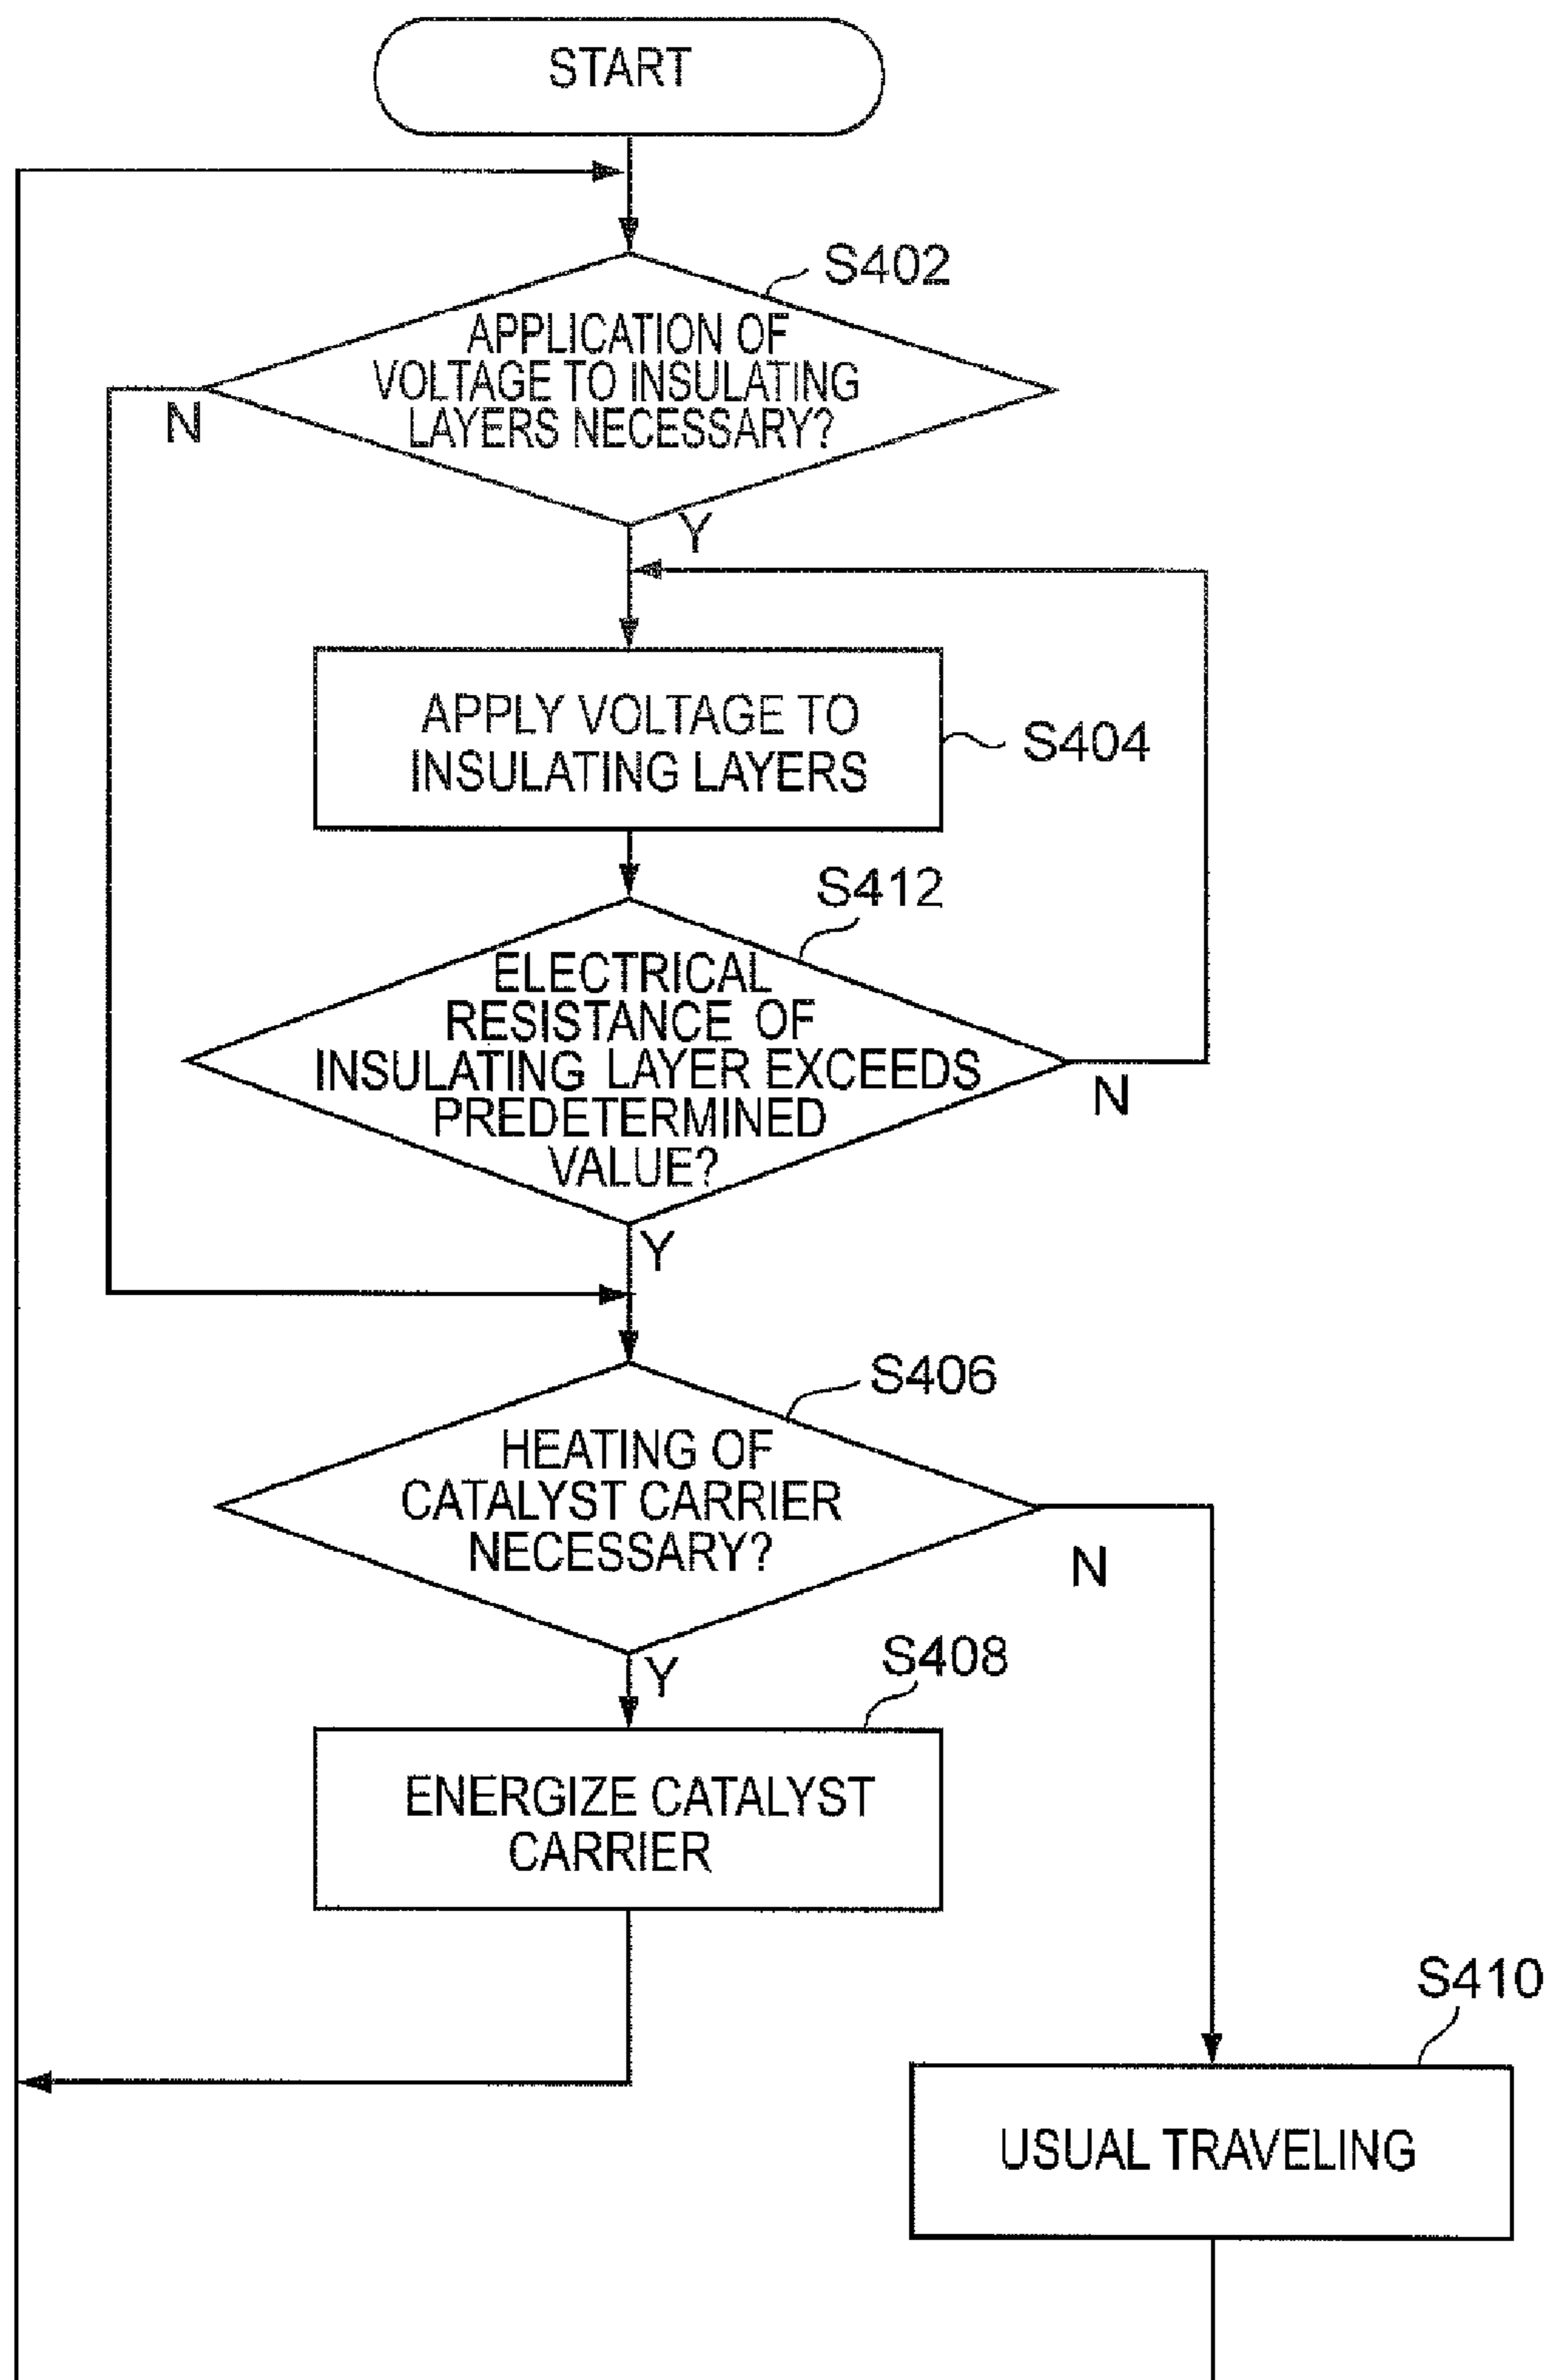 START
S402
APPLICATION OF
VOLTAGE TO INSULATING
LAYERS NECESSARY?
N
Y
APPLY VOLTAGE TO
INSULATING LAYERS
S404
S412
ELECTRICAL
RESISTANCE OF
INSULATING LAYER EXCEEDS
PREDETERMINED
VALUE?
N
Y
S406
HEATING OF
CATALYST CARRIER
NECESSARY?
N
Y
S408
ENERGIZE CATALYST
CARRIER
S410
USUAL TRAVELING